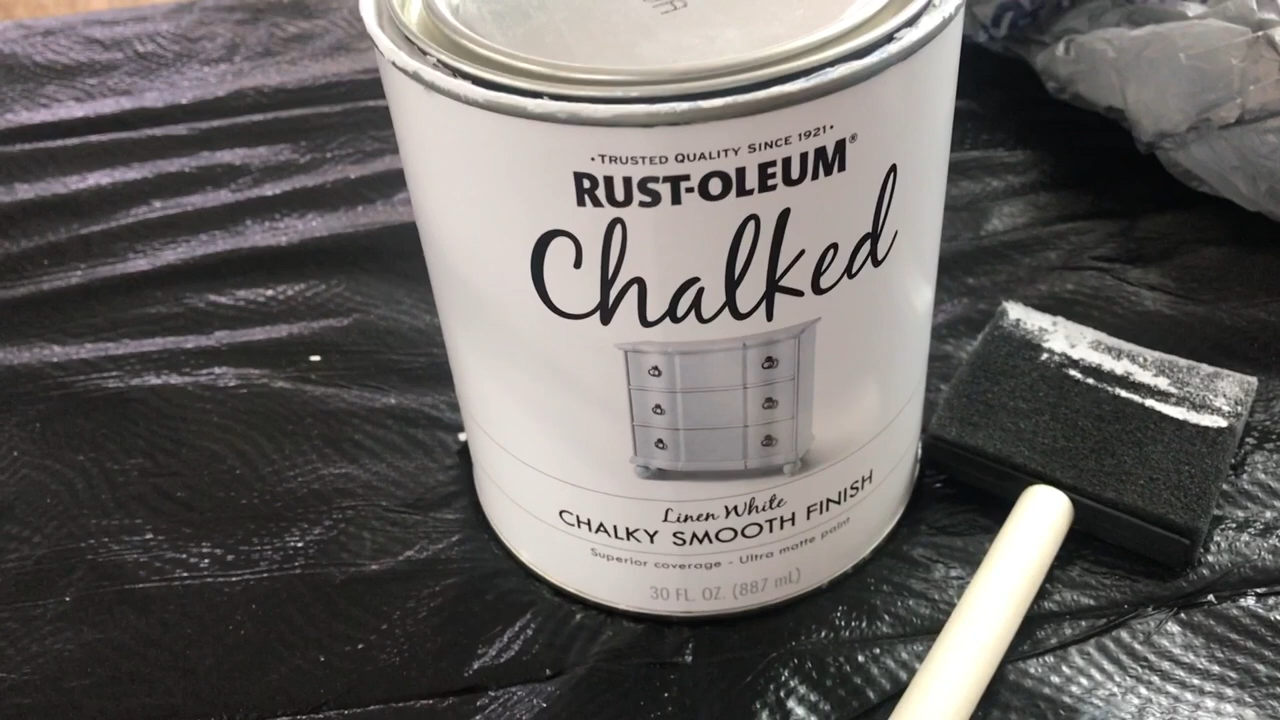 •TRUSTED QUALITY SINCE 1921•
RUST-OLEUM®
Chalked
Linen White
CHALKY SMOOTH FINISH
Superior coverage - Ultra matte paint
30 FL. OZ. (887 mL)